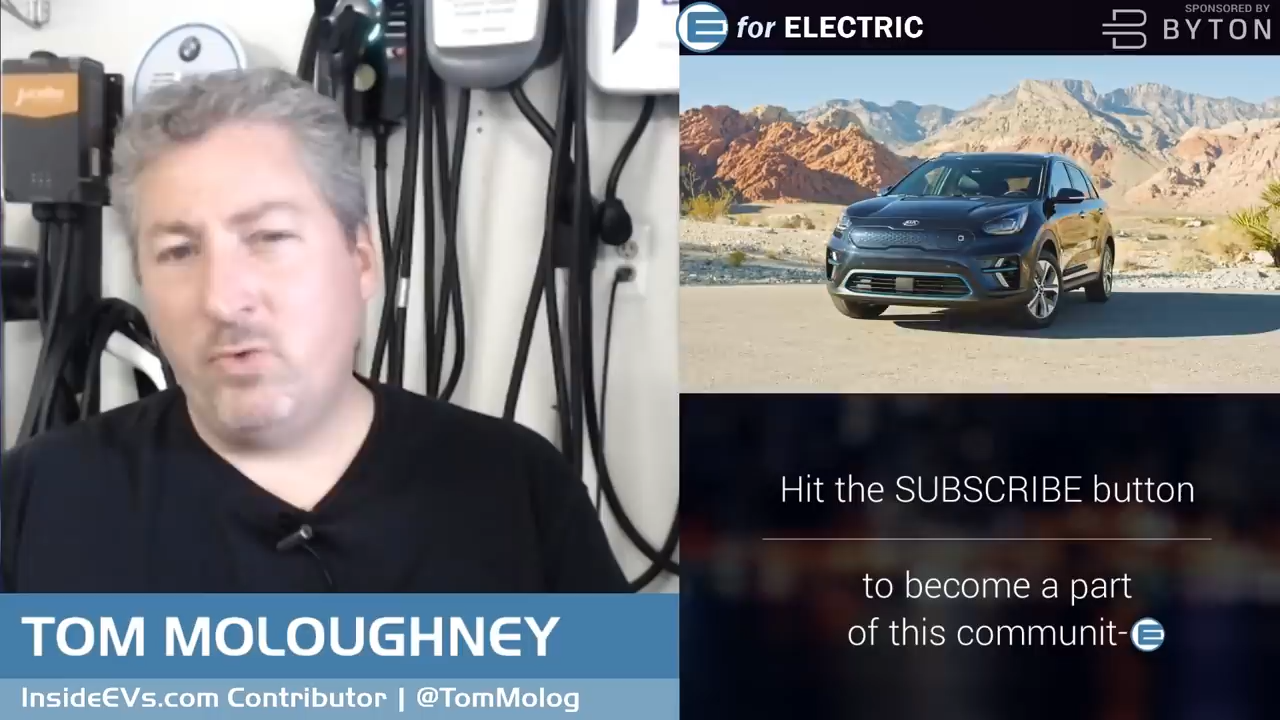 for ELECTRIC
SPONSORED BY
BYTON
TOM MOLOUGHNEY
InsideEVs.com Contributor | @TomMolog
Hit the SUBSCRIBE button
to become a part
of this communit-E